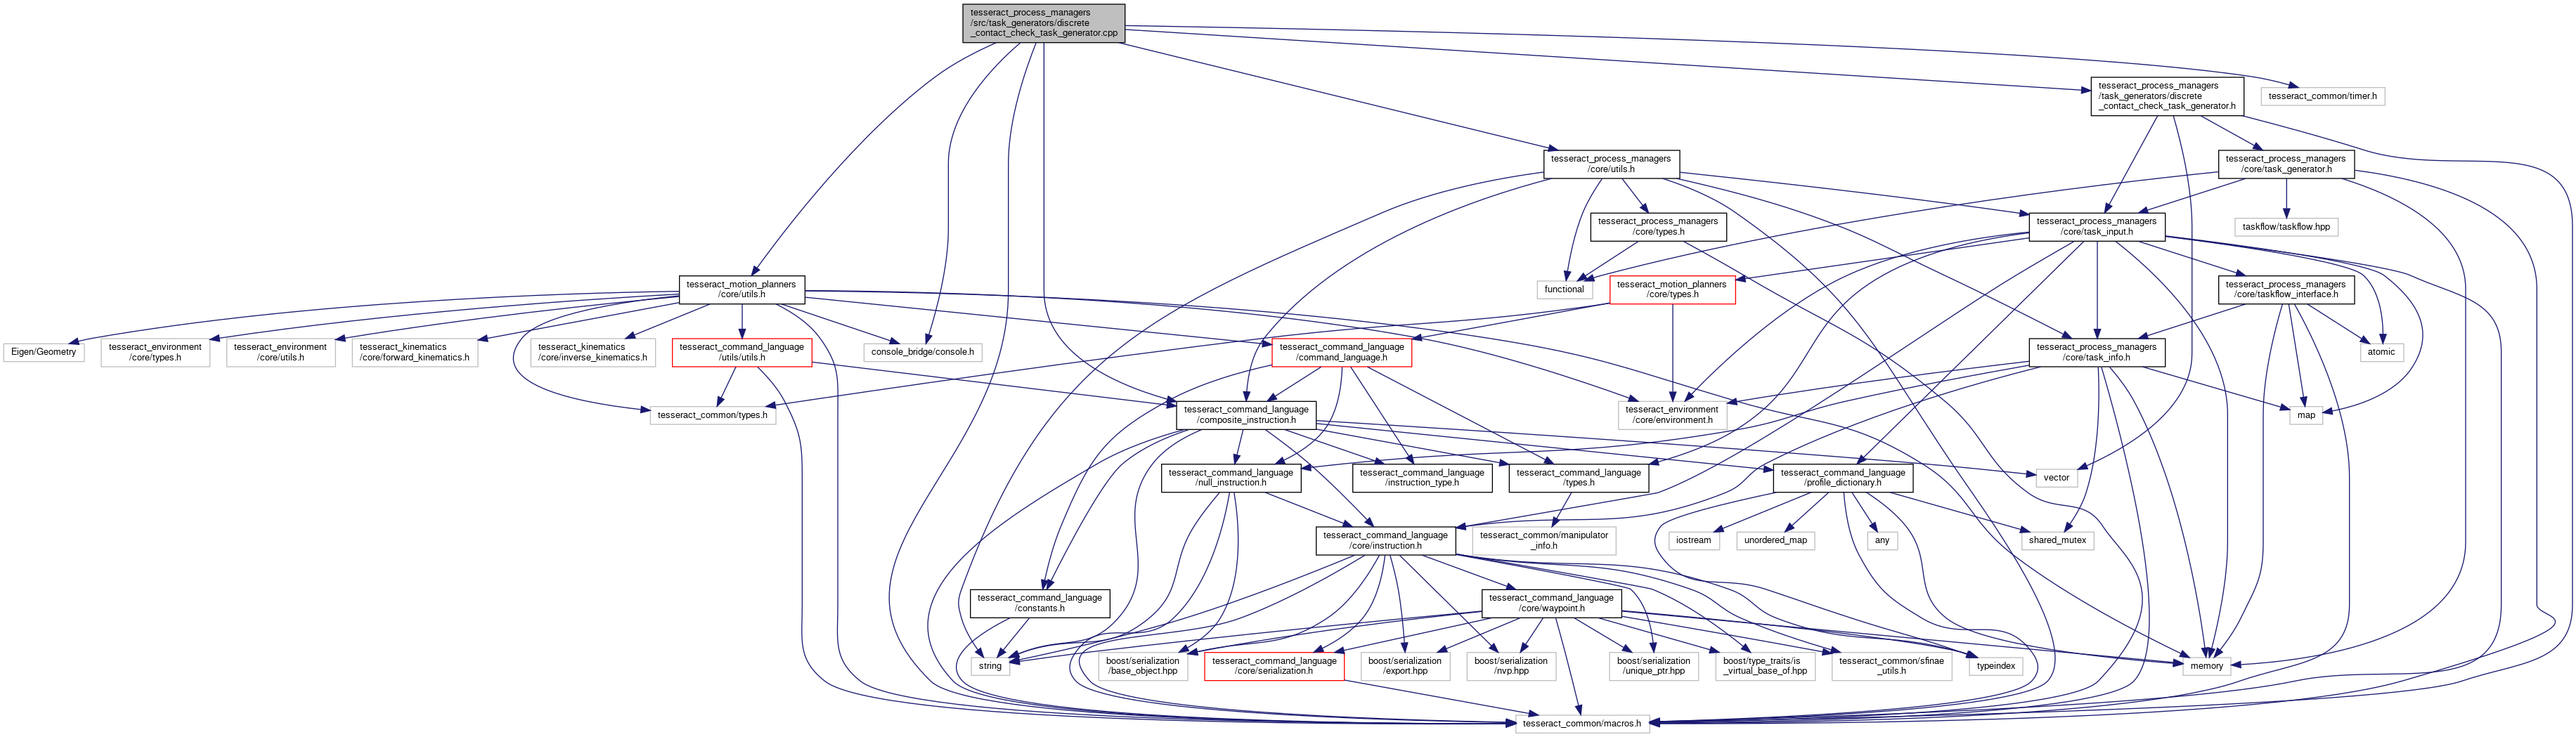 tesseract_process_managers
/src/task_generators/discrete
_contact_check_task_generator.cpp
tesseract_process_managers
/task_generators/discrete
_contact_check_task_generator.h
tesseract_common/timer.h
tesseract_process_managers
/core/utils.h
tesseract_process_managers
/core/task_generator.h
tesseract_process_managers
/core/types.h
tesseract_process_managers
/core/task_input.h
taskflow/taskflow.hpp
tesseract_motion_planners
/core/utils.h
functional
tesseract_motion_planners
/core/types.h
tesseract_process_managers
/core/taskflow_interface.h
Eigen/Geometry
tesseract_environment
/core/types.h
tesseract_environment
/core/utils.h
tesseract_kinematics
/core/forward_kinematics.h
tesseract_kinematics
/core/inverse_kinematics.h
tesseract_command_language
/utils/utils.h
console_bridge/console.h
tesseract_command_language
/command_language.h
tesseract_process_managers
/core/task_info.h
atomic
tesseract_common/types.h
tesseract_command_language
/composite_instruction.h
tesseract_environment
/core/environment.h
map
tesseract_command_language
/null_instruction.h
tesseract_command_language
/instruction_type.h
tesseract_command_language
/types.h
tesseract_command_language
/profile_dictionary.h
vector
tesseract_command_language
/core/instruction.h
tesseract_common/manipulator
_info.h
iostream
unordered_map
any
shared_mutex
tesseract_command_language
/constants.h
tesseract_command_language
/core/waypoint.h
string
boost/serialization
/base_object.hpp
tesseract_command_language
/core/serialization.h
boost/serialization
/export.hpp
boost/serialization
/nvp.hpp
boost/serialization
/unique_ptr.hpp
boost/type_traits/is
_virtual_base_of.hpp
tesseract_common/sfinae
_utils.h
typeindex
memory
tesseract_common/macros.h